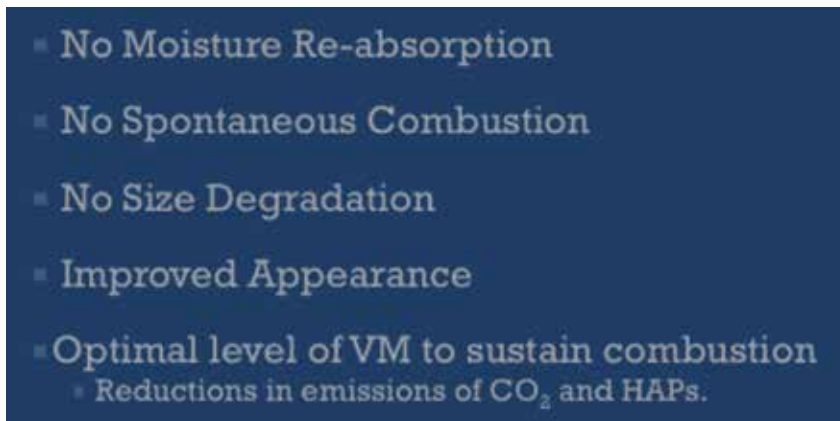 ▪ No Moisture Re-absorption
▪ No Spontaneous Combustion
▪ No Size Degradation
▪ Improved Appearance
▪ Optimal level of VM to sustain combustion
▪ Reductions in emissions of CO₂ and HAPs.